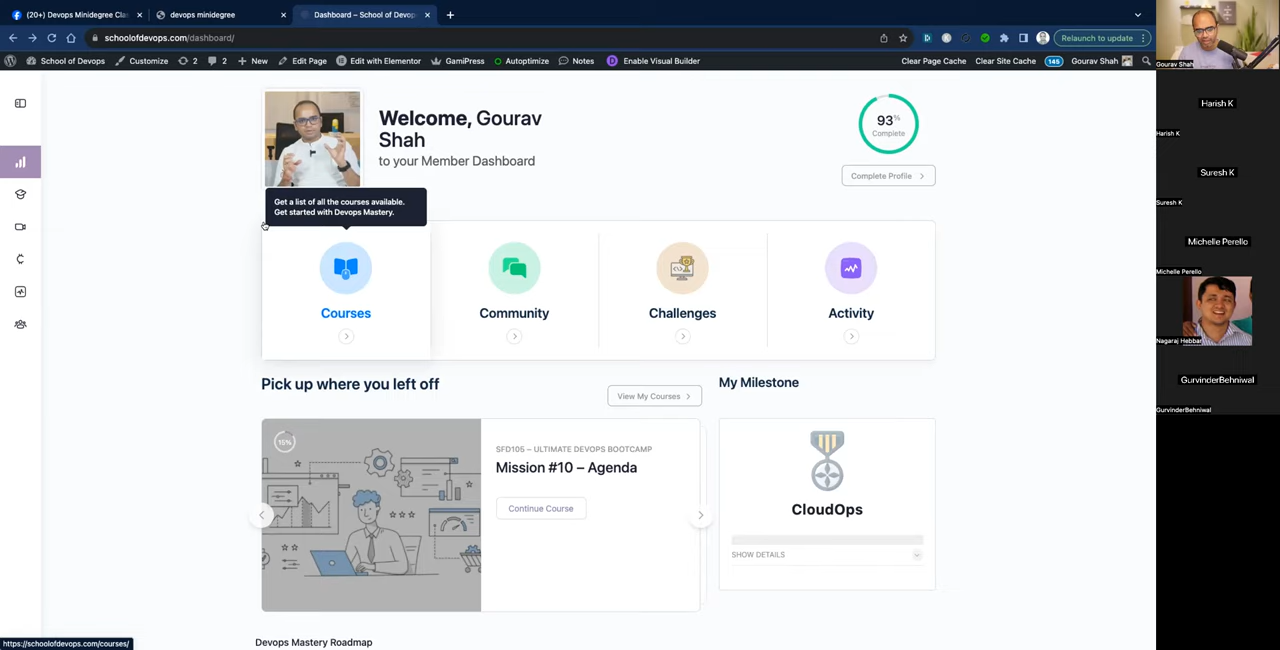 (20+) Devops Minidegree Cla
devops minidegree
Dashboard – School of Devop
schoolofdevops.com/dashboard/
Relaunch to update
School of Devops
Customize
2
2
New
Edit Page
Edit with Elementor
GamiPress
Autoptimize
Notes
Enable Visual Builder
Clear Page Cache
Clear Site Cache
145
Gourav Shah
Welcome, Gourav
Shah
to your Member Dashboard
93%
Complete
Complete Profile
Get a list of all the courses available.
Get started with Devops Mastery.
Courses
Community
Challenges
Activity
Pick up where you left off
View My Courses
My Milestone
15%
SFD105 – ULTIMATE DEVOPS BOOTCAMP
Mission #10 – Agenda
Continue Course
CloudOps
SHOW DETAILS
Devops Mastery Roadmap
https://schoolofdevops.com/courses/
Gourav Shah
Harish K
Harish K
Suresh K
Suresh K
Michelle Perello
Michelle Perello
Nagaraj Hebbar
GurvinderBehniwal
GurvinderBehniwal